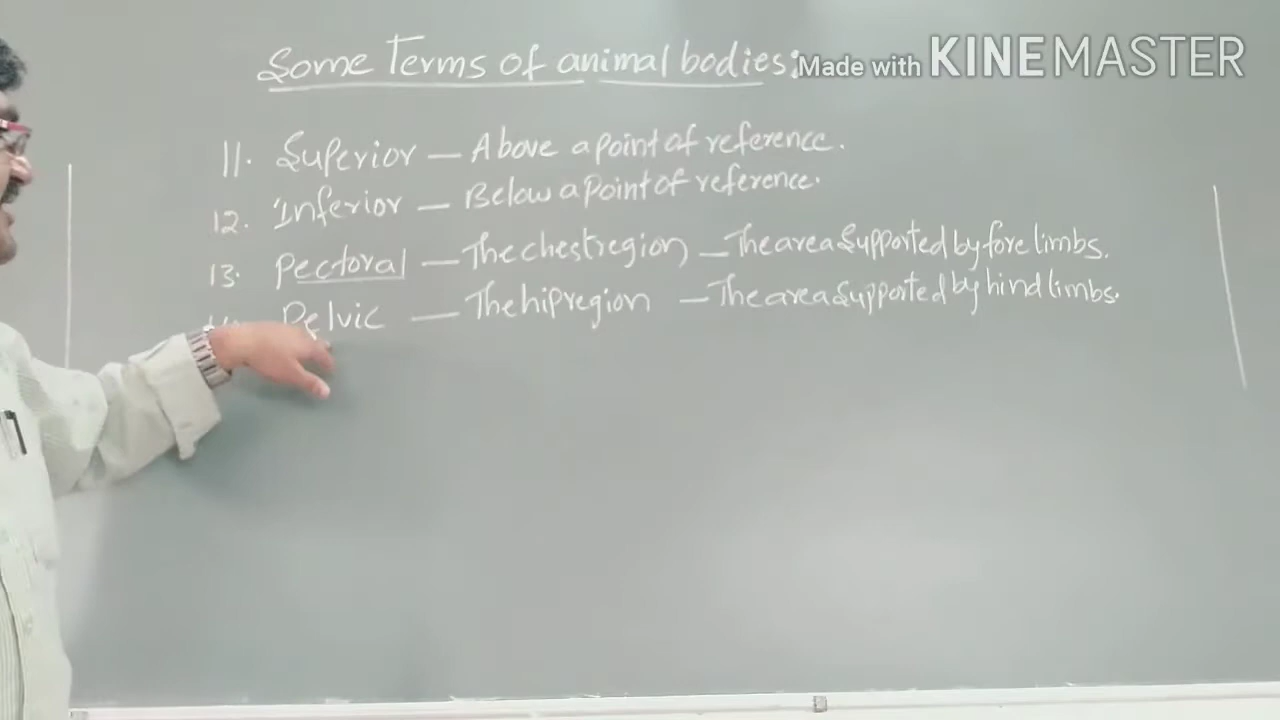 Some Terms of animal bodies:
Made with KINEMASTER
11. Superior — Above a point of reference.
12. Inferior — Below a point of reference.
13. Pectoral — The chest region — The area supported by fore limbs.
Pelvic — The hip region — The area supported by hind limbs.